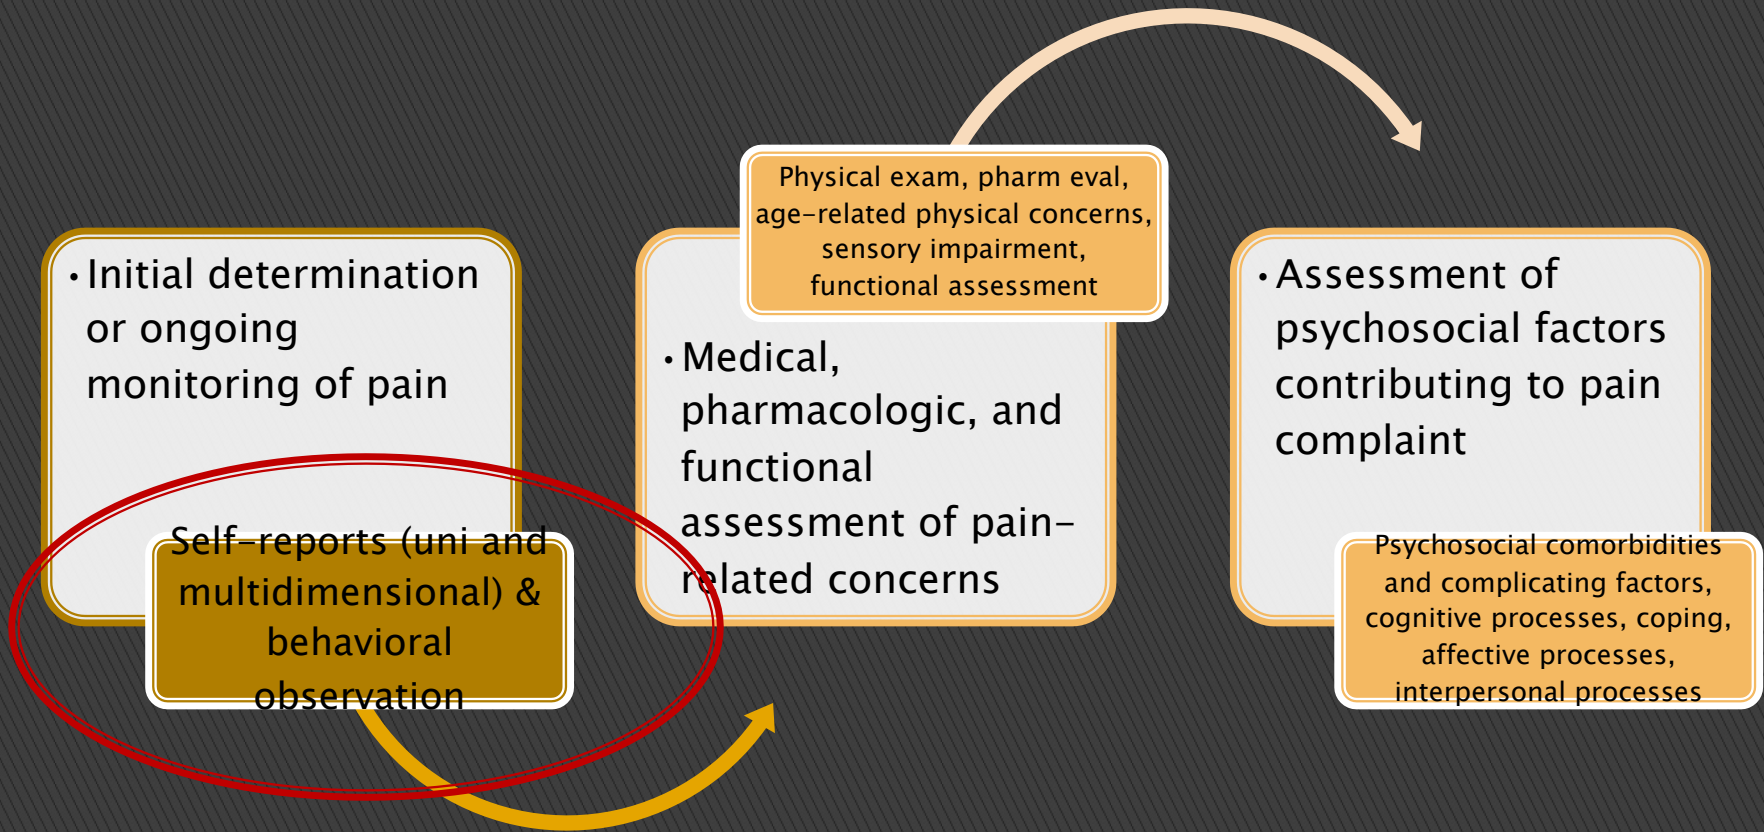 • Initial determination
or ongoing
monitoring of pain
Self-reports (uni and
multidimensional) &
behavioral
observation
Physical exam, pharm eval,
age-related physical concerns,
sensory impairment,
functional assessment
• Medical,
pharmacologic, and
functional
assessment of pain-
related concerns
• Assessment of
psychosocial factors
contributing to pain
complaint
Psychosocial comorbidities
and complicating factors,
cognitive processes, coping,
affective processes,
interpersonal processes